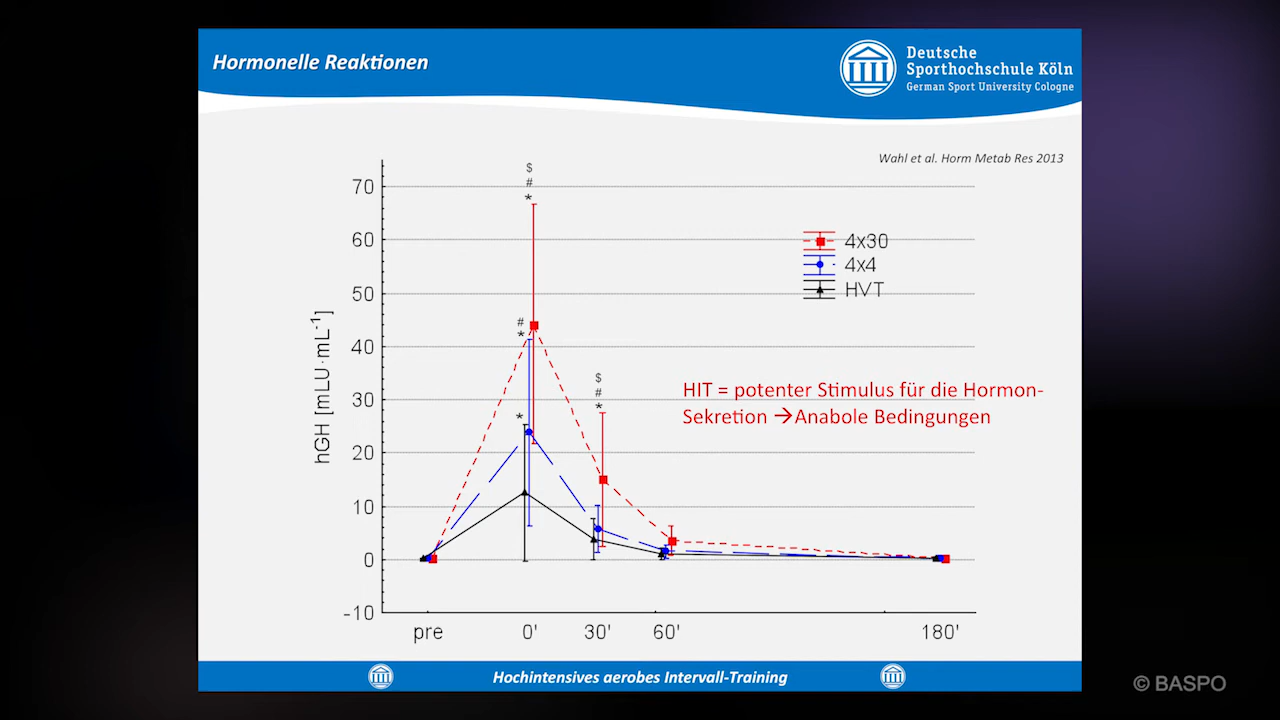 Hormonelle Reaktionen
Deutsche
Sporthochschule Köln
German Sport University Cologne
Wahl et al. Horm Metab Res 2013
$
#
*
70
60
50
40
30
20
10
0
-10
hGH [mLU·mL⁻¹]
4x30
4x4
HVT
#
*
$
#
*
*
HIT = potenter Stimulus für die Hormon-
Sekretion →Anabole Bedingungen
pre 0' 30' 60' 180'
Hochintensives aerobes Intervall-Training
© BASPO